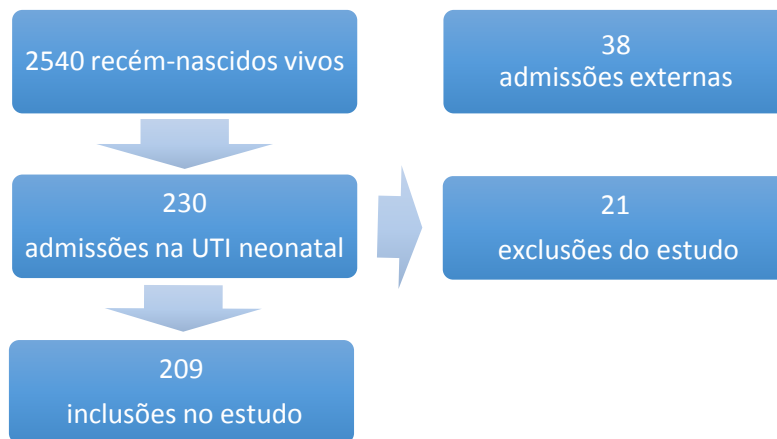 2540 recém-nascidos vivos
38
admissões externas
230
admissões na UTI neonatal
21
exclusões do estudo
209
inclusões no estudo